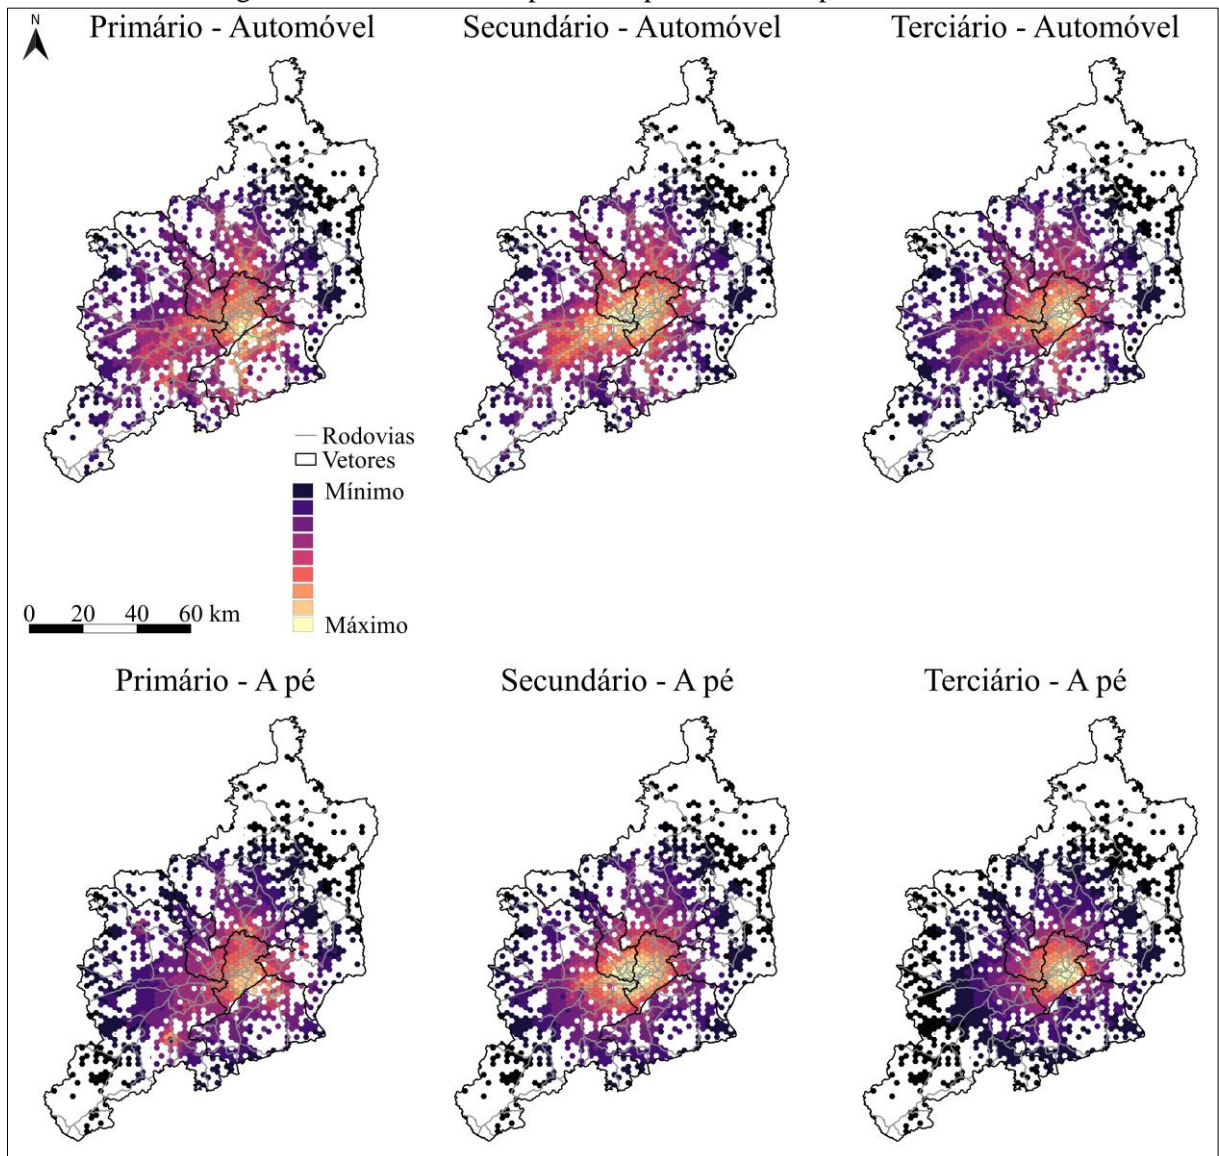 N
Primário - Automóvel
Secundário - Automóvel
Terciário - Automóvel
Rodovias
Vetores
Mínimo
Máximo
0 20 40 60 km
Primário - A pé
Secundário - A pé
Terciário - A pé